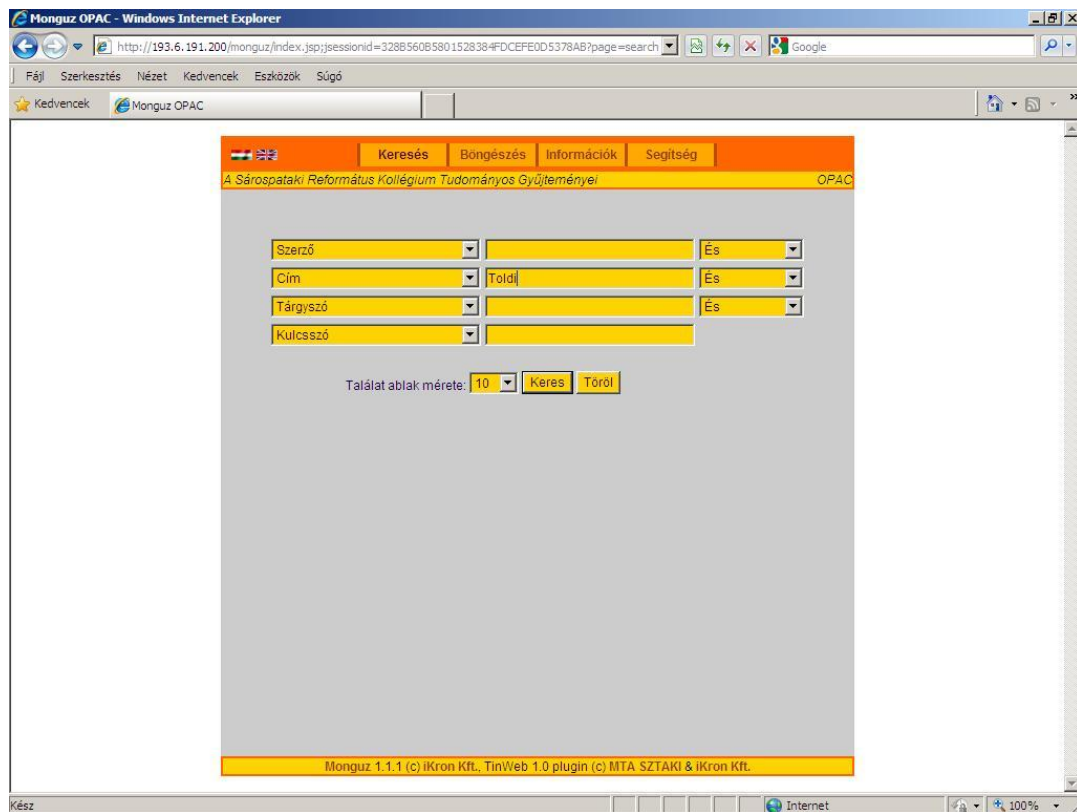 Monguz OPAC - Windows Internet Explorer
http://193.6.191.200/monguz/index.jsp;jsessionid=328B560B5801528384FDCEFE0D5378AB?page=search
Google
Fájl Szerkesztés Nézet Kedvencek Eszközök Súgó
Kedvencek Monguz OPAC
Keresés Böngészés Információk Segítség
A Sárospataki Református Kollégium Tudományos Gyűjteményei OPAC
Szerző És
Cím Toldi És
Tárgyszó És
Kulcsszó
Találat ablak mérete: 10 Keres Töröl
Monguz 1.1.1 (c) iKron Kft., TinWeb 1.0 plugin (c) MTA SZTAKI & iKron Kft.
Kész Internet 100%